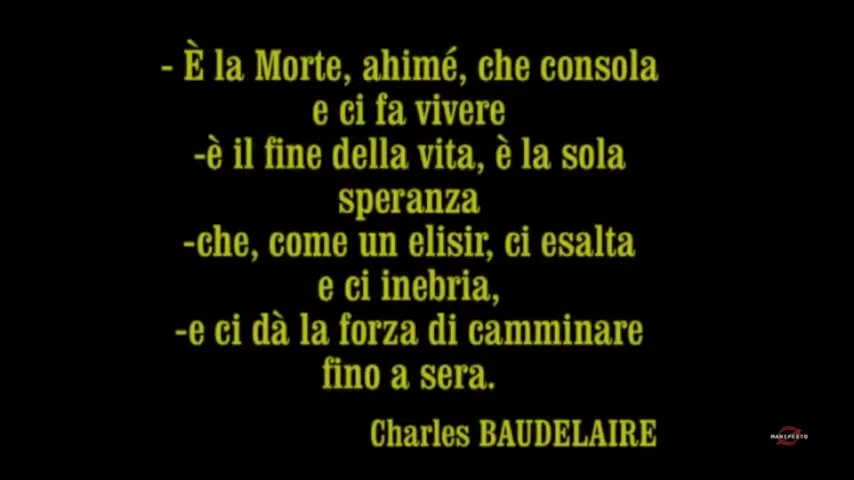 - È la Morte, ahimé, che consola
e ci fa vivere
-è il fine della vita, è la sola
speranza
-che, come un elisir, ci esalta
e ci inebria,
-e ci dà la forza di camminare
fino a sera.
Charles BAUDELAIRE
MANIFESTO